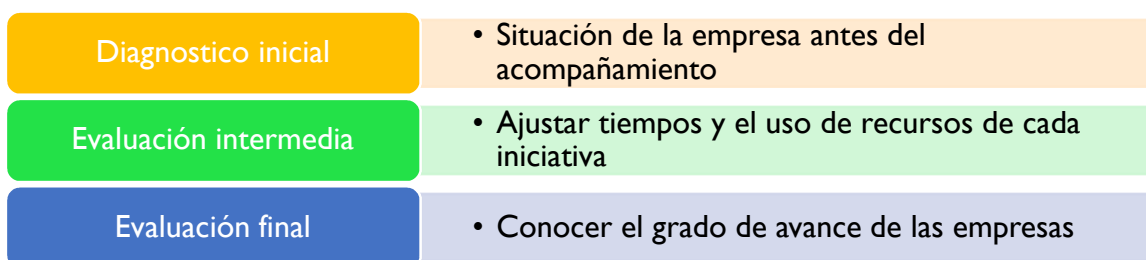 Diagnostico inicial
• Situación de la empresa antes del
acompañamiento
Evaluación intermedia
• Ajustar tiempos y el uso de recursos de cada
iniciativa
Evaluación final
• Conocer el grado de avance de las empresas